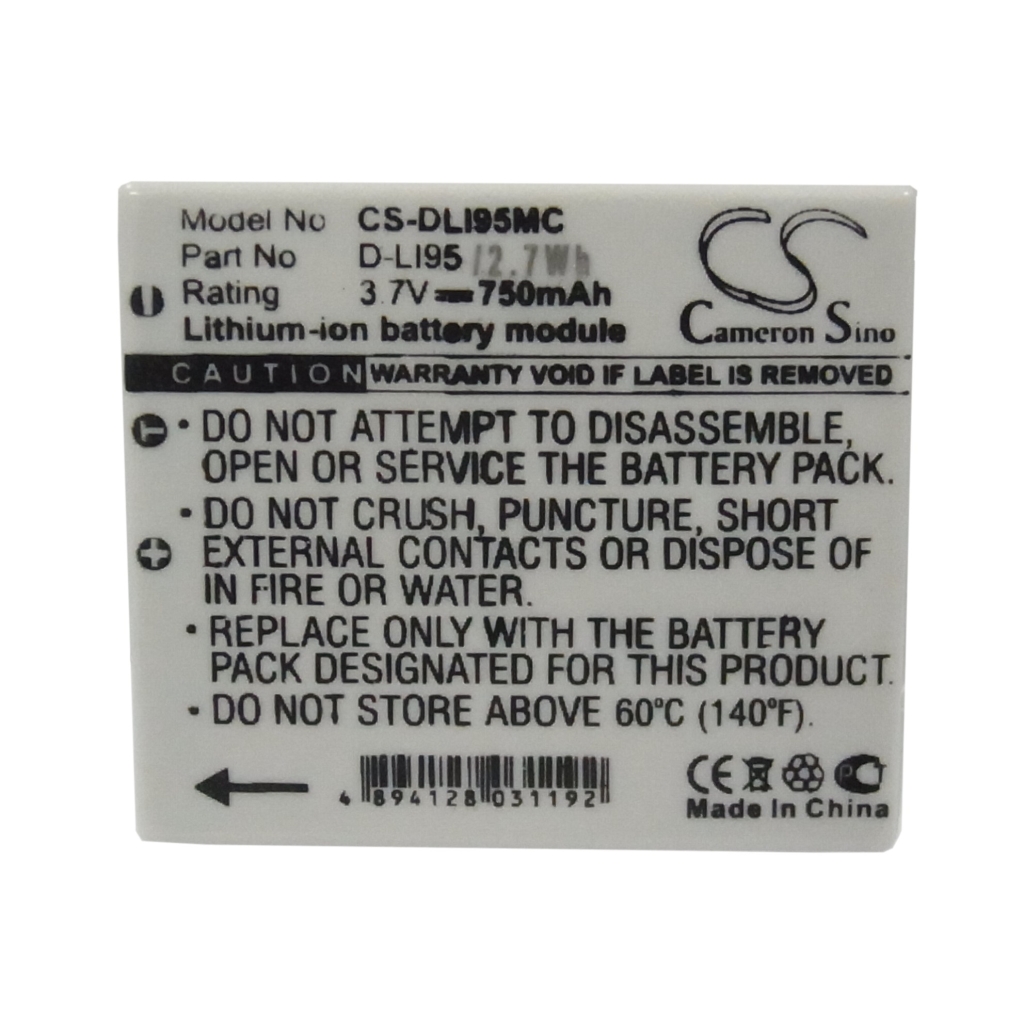 Model No CS-DLI95MC
Part No D-LI95 /2.7Wh
Rating 3.7V 750mAh
Lithium-ion battery module
CS
Cameron Sino
CAUTION WARRANTY VOID IF LABEL IS REMOVED
• DO NOT ATTEMPT TO DISASSEMBLE,
OPEN OR SERVICE THE BATTERY PACK.
• DO NOT CRUSH, PUNCTURE, SHORT
EXTERNAL CONTACTS OR DISPOSE OF
IN FIRE OR WATER.
• REPLACE ONLY WITH THE BATTERY
PACK DESIGNATED FOR THIS PRODUCT.
• DO NOT STORE ABOVE 60°C (140°F).
4 894128 031192
CE
Made In China